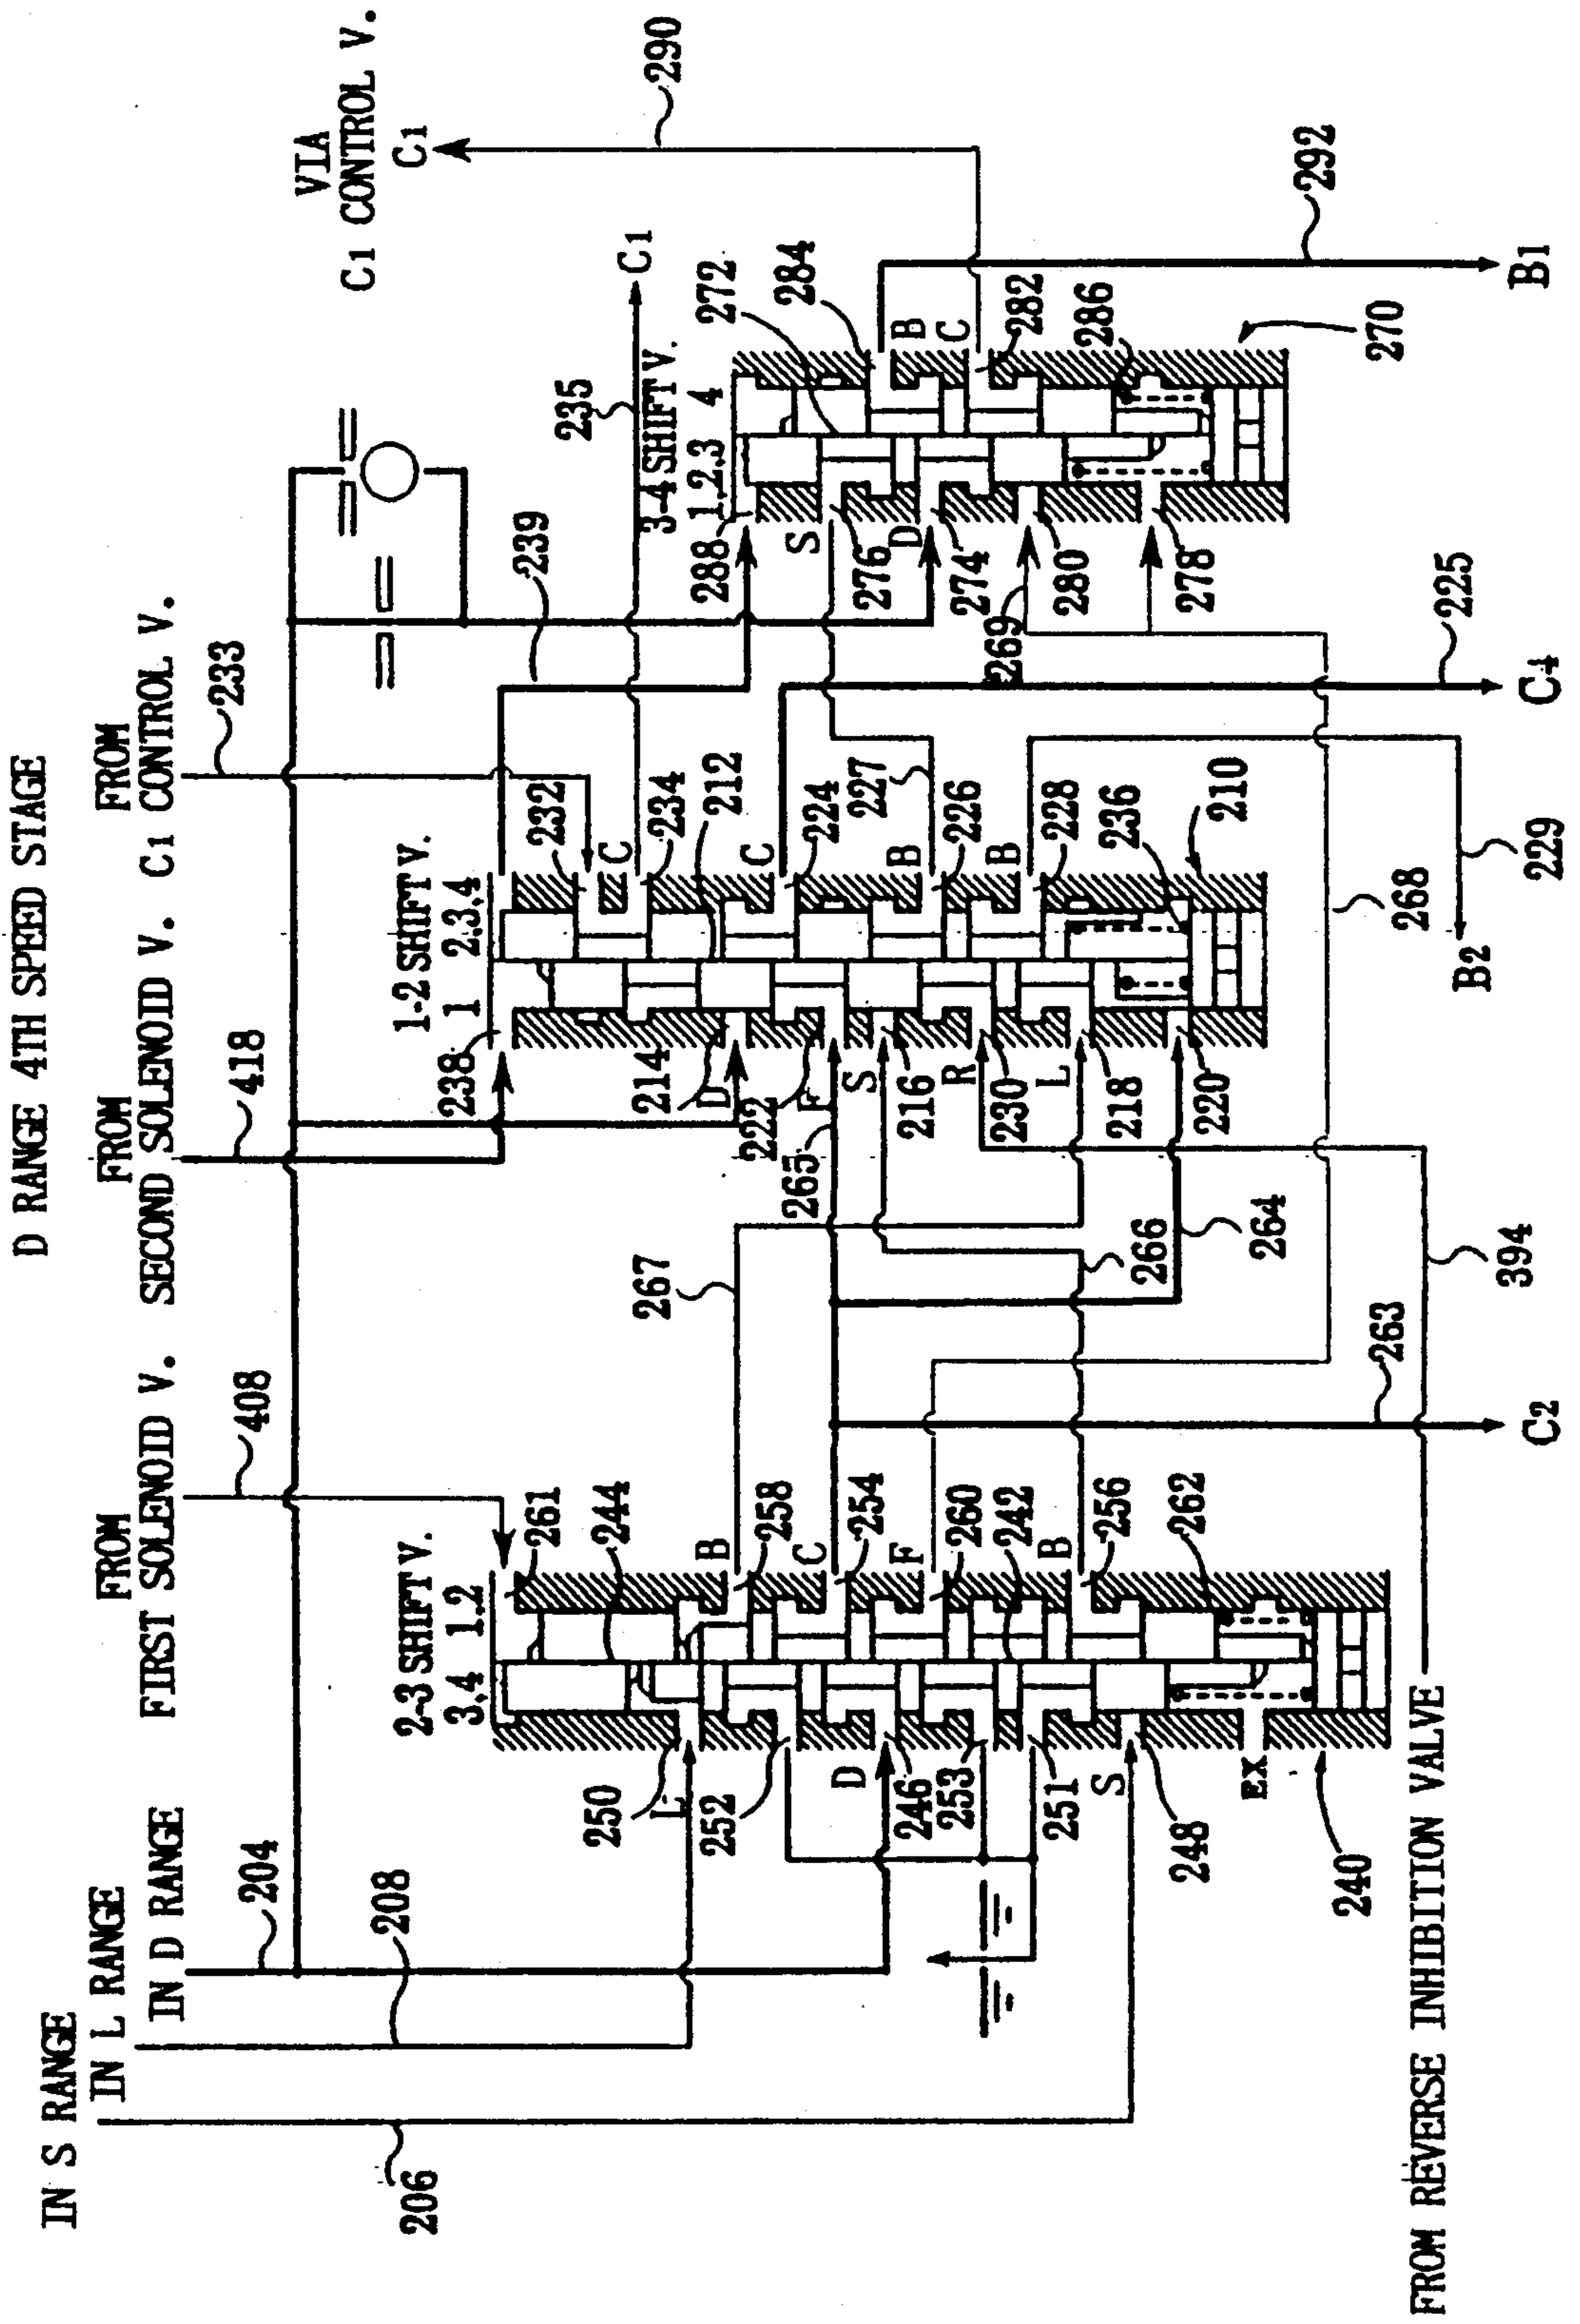 D RANGE 4TH SPEED STAGE
IN S RANGE
IN L RANGE
IN D RANGE
FROM
FIRST SOLENOID V.
FROM
SECOND SOLENOID V.
FROM
C1 CONTROL V.
VIA
C1 CONTROL V.
C1
206
208
204
408
418
233
239
235
C1
290
2-3 SHIFT V.
3,4
1.2
261
244
250
L
B
258
252
C
254
D
246
F
260
253
242
251
B
256
S
248
262
EX
240
267
265
266
264
263
C2
394
1-2 SHIFT V.
1
2,3,4
238
232
C
234
214
D
212
222
F
C
224
S
216
B
226
227
R
230
B
228
L
218
236
220
210
229
B2
268
225
C4
269
3-4 SHIFT V.
1,2,3
4
288
272
S
276
284
B
D
274
C
282
280
286
278
270
292
B1
FROM REVERSE INHIBITION VALVE